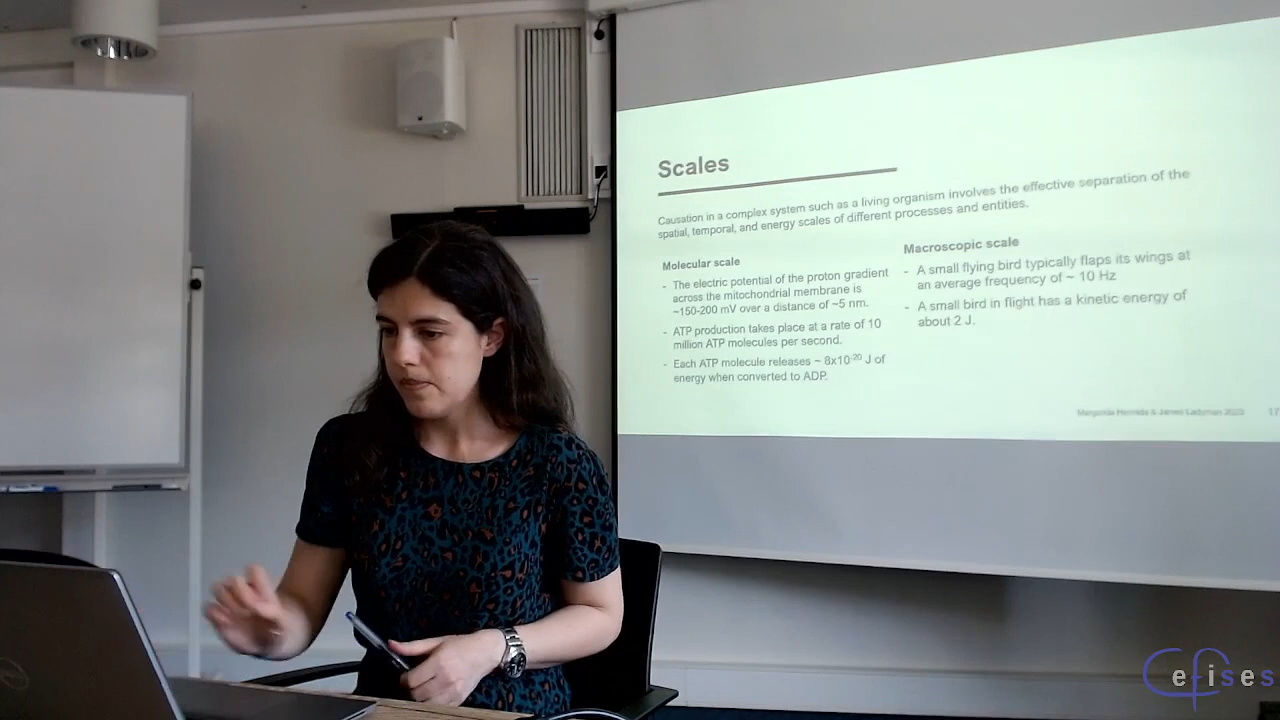 Scales
Causation in a complex system such as a living organism involves the effective separation of the
spatial, temporal, and energy scales of different processes and entities.
Molecular scale
- The electric potential of the proton gradient
across the mitochondrial membrane is
~150-200 mV over a distance of ~5 nm.
- ATP production takes place at a rate of 10
million ATP molecules per second.
- Each ATP molecule releases ~ 8x10⁻²⁰ J of
energy when converted to ADP.
Macroscopic scale
- A small flying bird typically flaps its wings at
an average frequency of ~ 10 Hz
- A small bird in flight has a kinetic energy of
about 2 J.
Margarida Hermida & James Ladyman 2023
17
Cefises